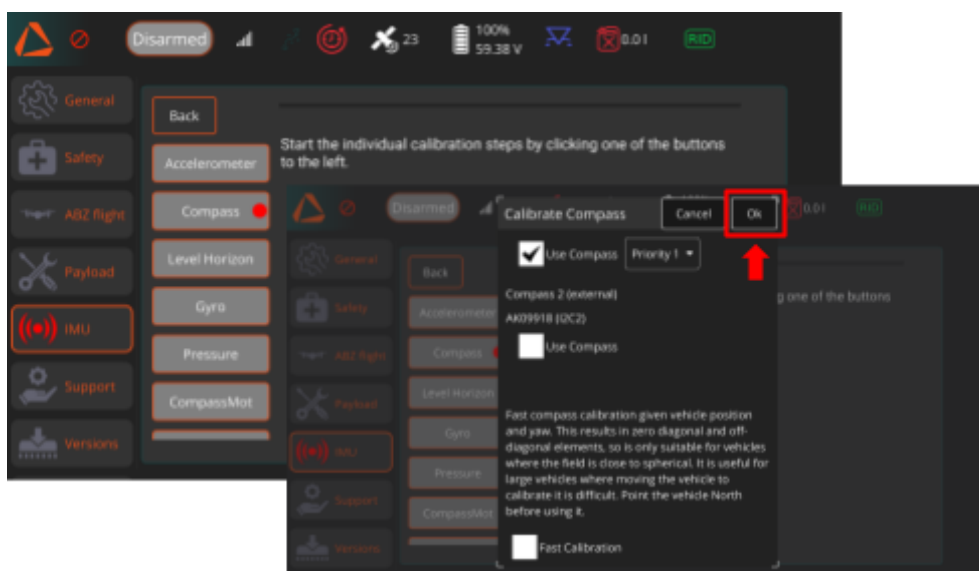 Disarmed
23
100%
59.38 V
0.0 l
RID
General
Safety
ABZ flight
Payload
IMU
Support
Versions
Back
Accelerometer
Compass
Level Horizon
Gyro
Pressure
CompassMot
Start the individual calibration steps by clicking one of the buttons
to the left.
Disarmed
0.0 l
RID
General
Safety
ABZ flight
Payload
IMU
Support
Versions
Back
Accelerometer
Compass
Level Horizon
Gyro
Pressure
CompassMot
g one of the buttons
Calibrate Compass
Cancel
Ok
Use Compass
Priority 1
Compass 2 (external)
AK09918 (I2C2)
Use Compass
Fast compass calibration given vehicle position
and yaw. This results in zero diagonal and off-
diagonal elements, so is only suitable for vehicles
where the field is close to spherical. It is useful for
large vehicles where moving the vehicle to
calibrate it is difficult. Point the vehicle North
before using it.
Fast Calibration